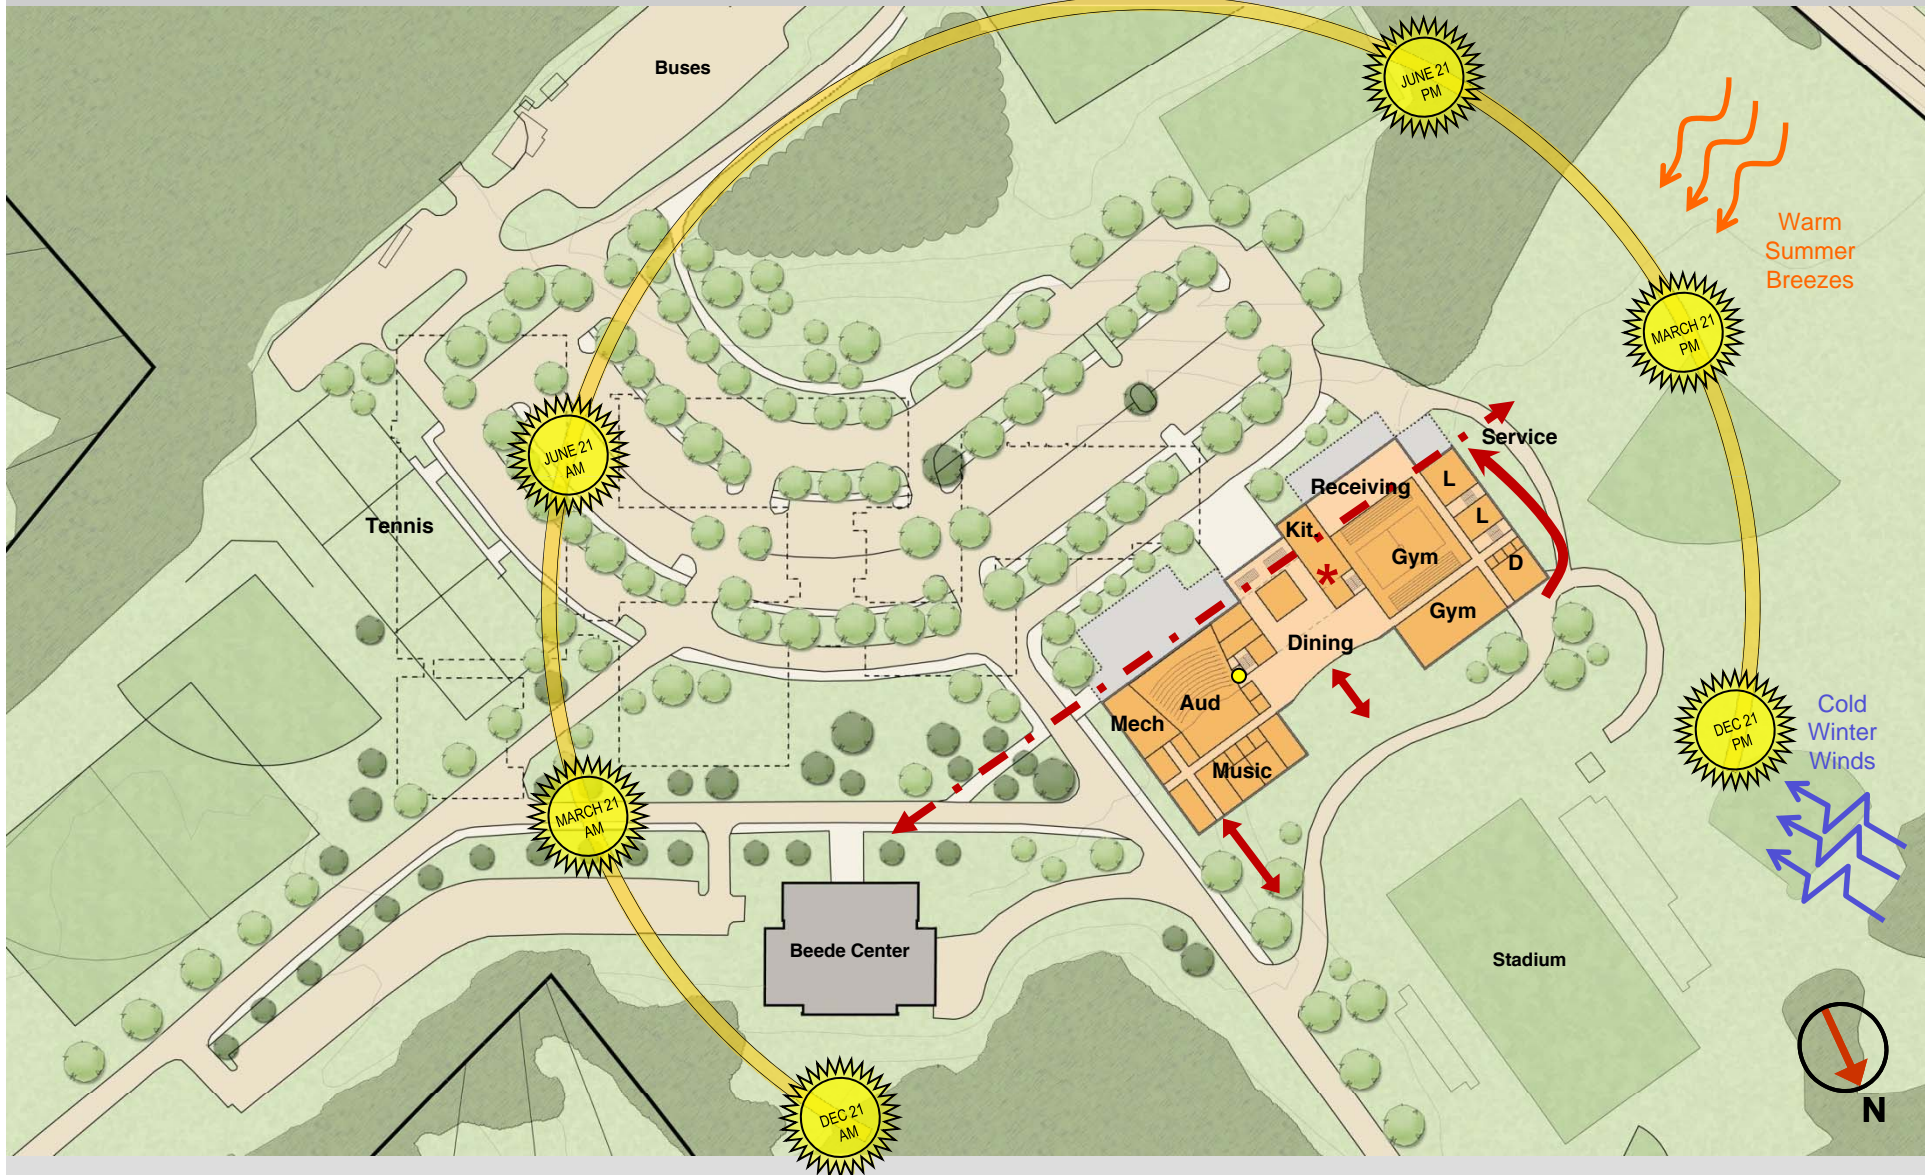 Buses
JUNE 21
PM
Warm
Summer
Breezes
MARCH 21
PM
JUNE 21
AM
Service
Receiving
L
L
D
Kit.
*
Gym
Gym
Tennis
Dining
Aud
Mech
Music
DEC 21
PM
Cold
Winter
Winds
MARCH 21
AM
Beede Center
Stadium
DEC 21
AM
N